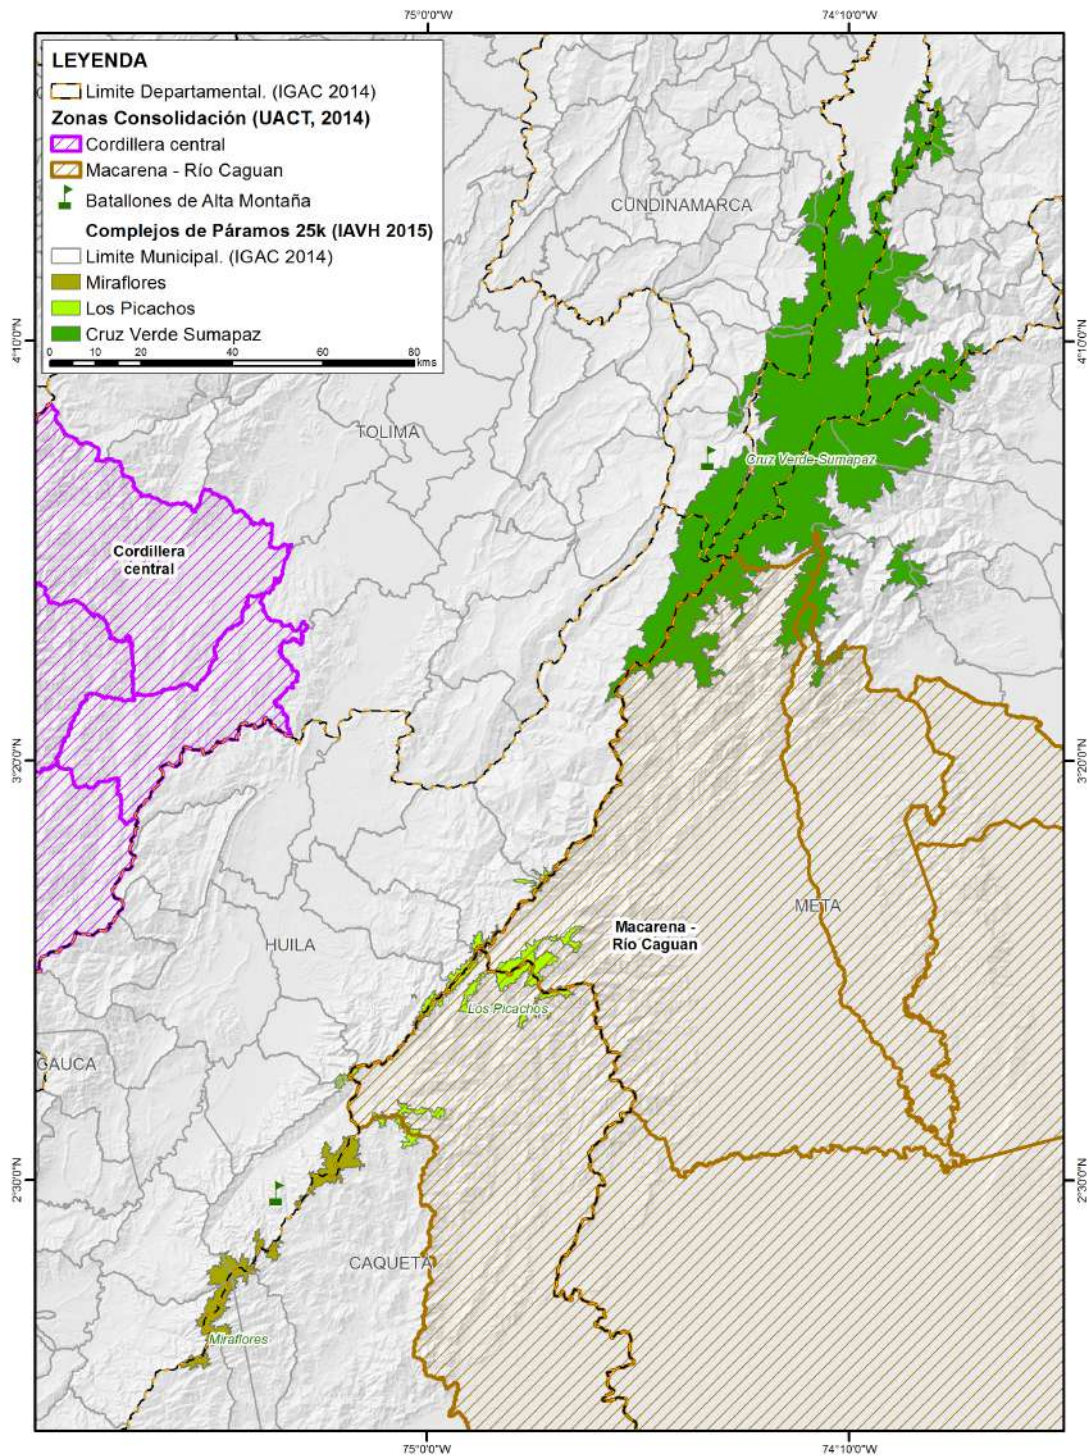 75°0'0"W
74°10'0"W
LEYENDA
Limite Departamental. (IGAC 2014)
Zonas Consolidación (UACT, 2014)
Cordillera central
Macarena - Río Caguan
Batallones de Alta Montaña
Complejos de Páramos 25k (IAVH 2015)
Limite Municipal. (IGAC 2014)
Miraflores
Los Picachos
Cruz Verde Sumapaz
0 10 20 40 60 80
kms
CUNDINAMARCA
4°10'0"N
4°10'0"N
TOLIMA
Cruz Verde-Sumapaz
Cordillera
central
3°20'0"N
3°20'0"N
META
Macarena -
Río Caguan
HUILA
Los Picachos
CAUCA
2°30'0"N
2°30'0"N
CAQUETA
Miraflores
75°0'0"W
74°10'0"W